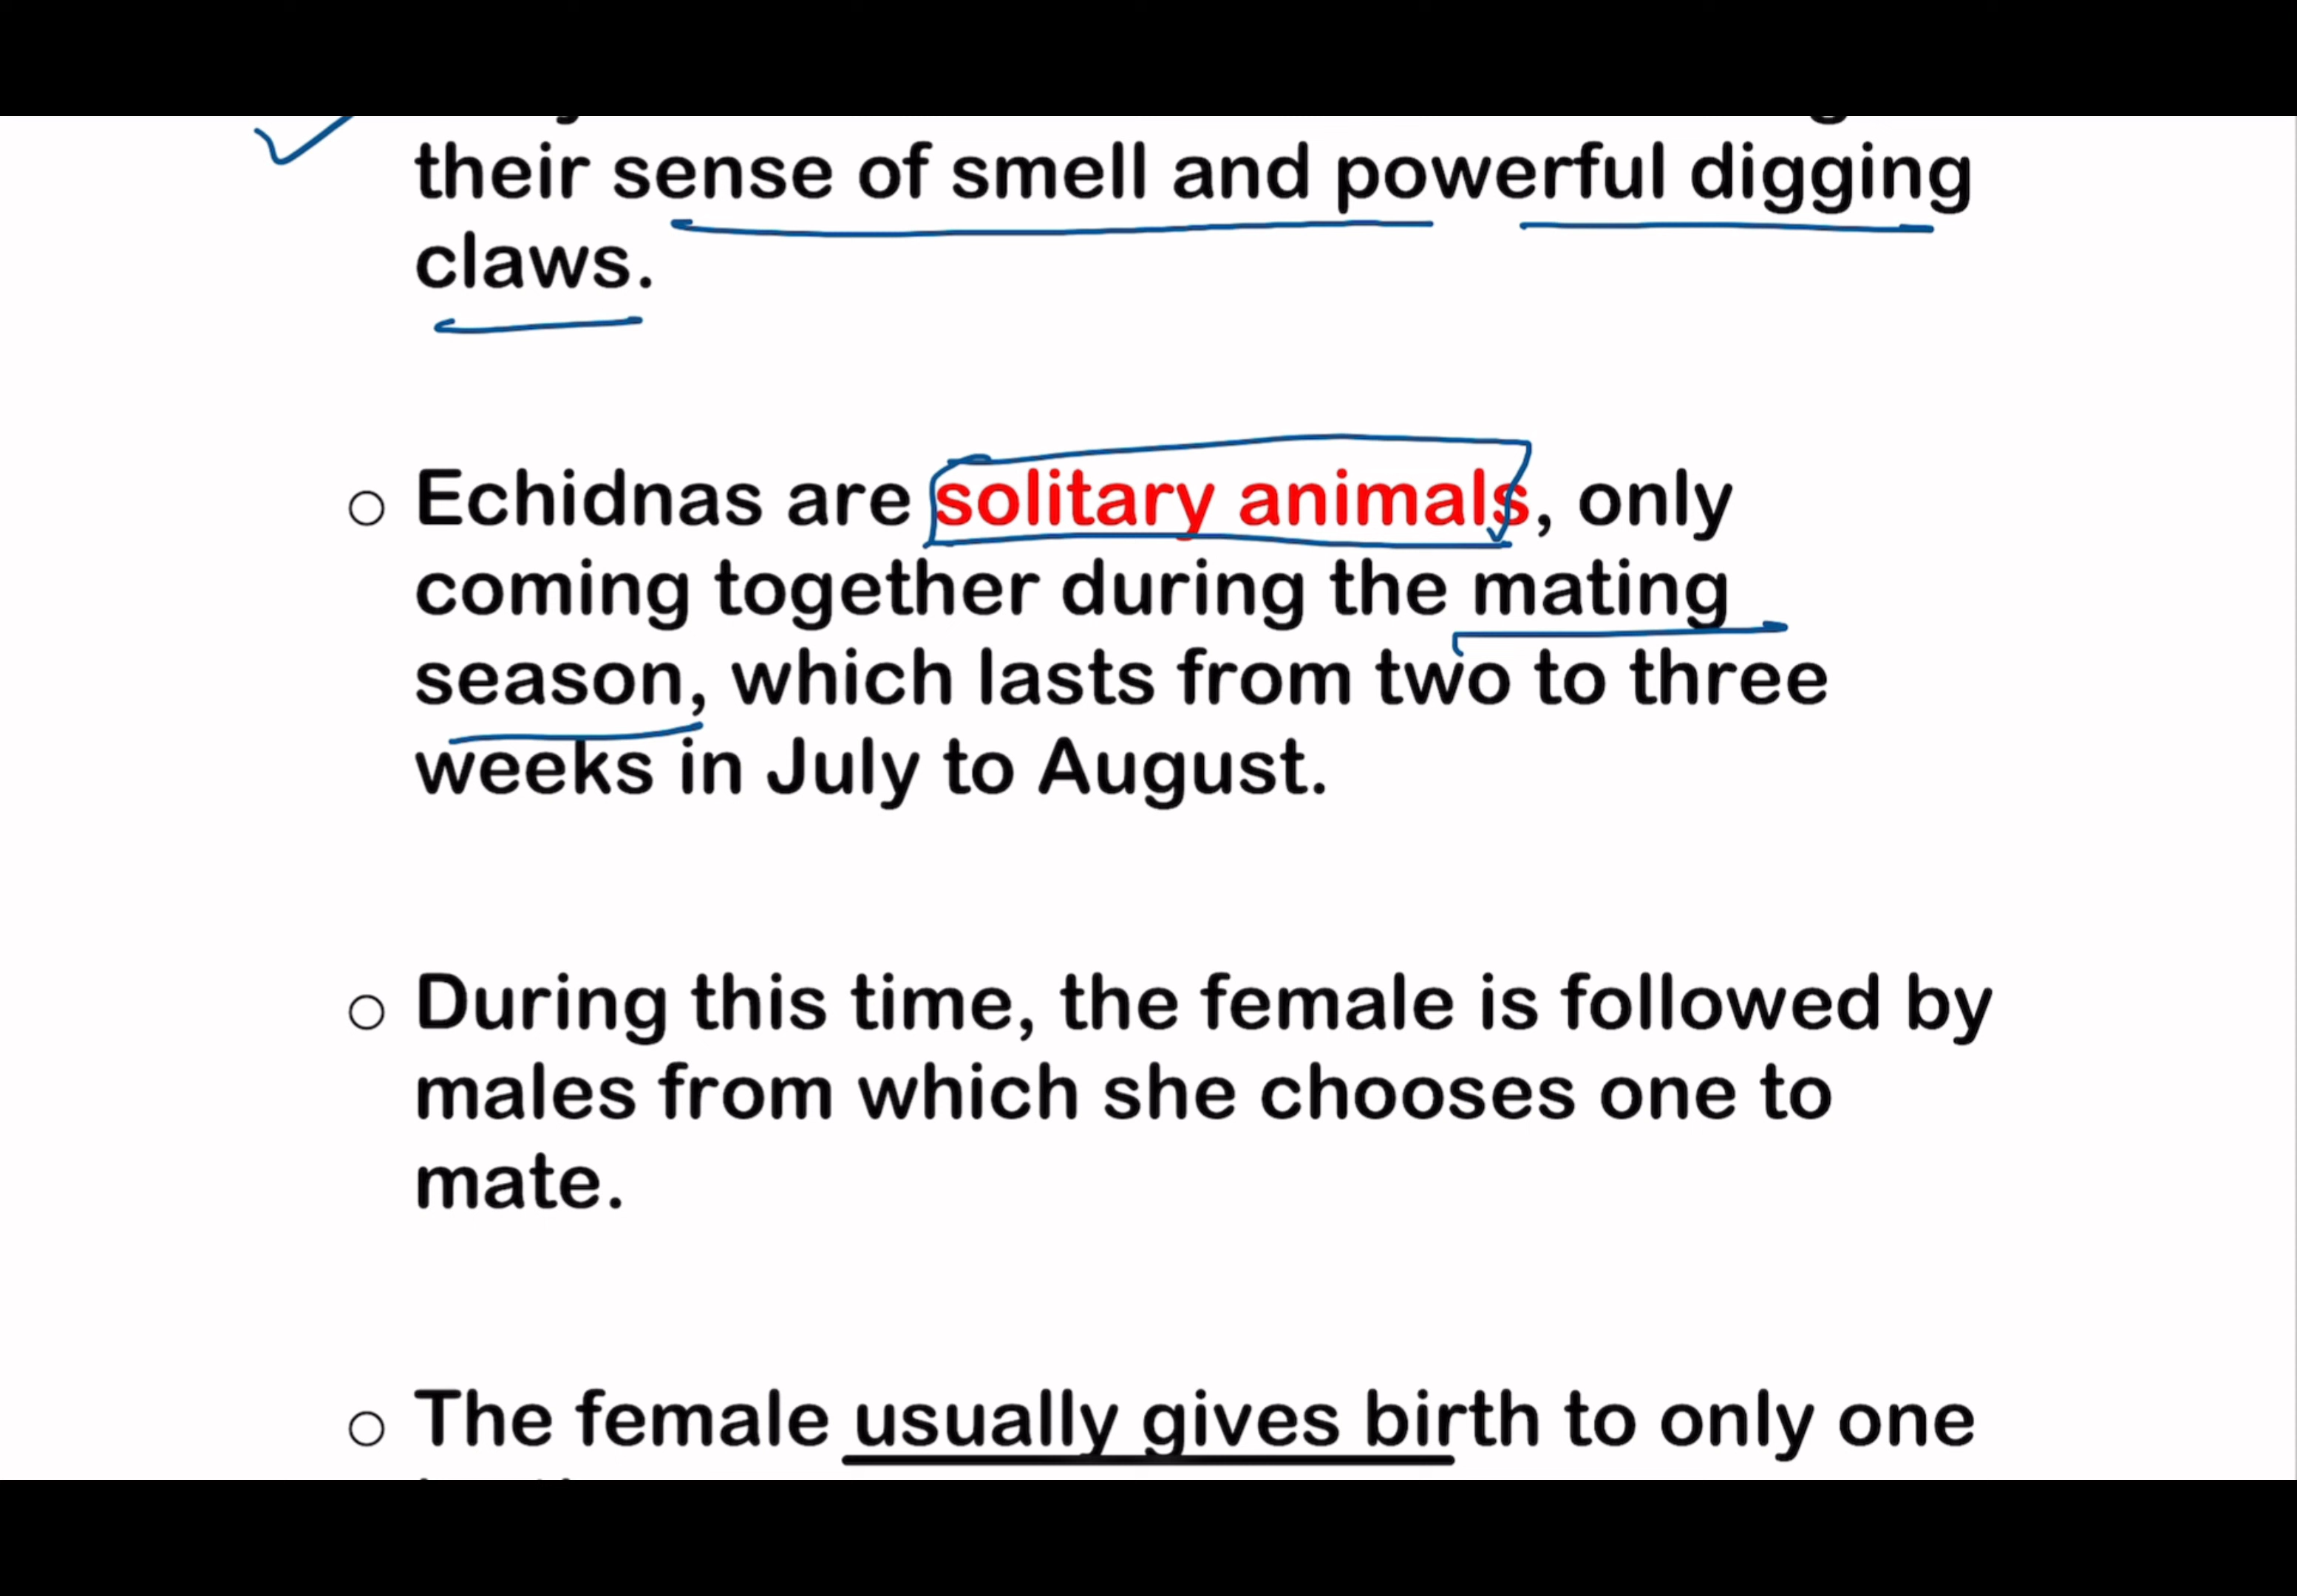 their sense of smell and powerful digging
claws.
○ Echidnas are solitary animals, only
coming together during the mating
season, which lasts from two to three
weeks in July to August.
○ During this time, the female is followed by
males from which she chooses one to
mate.
○ The female usually gives birth to only one